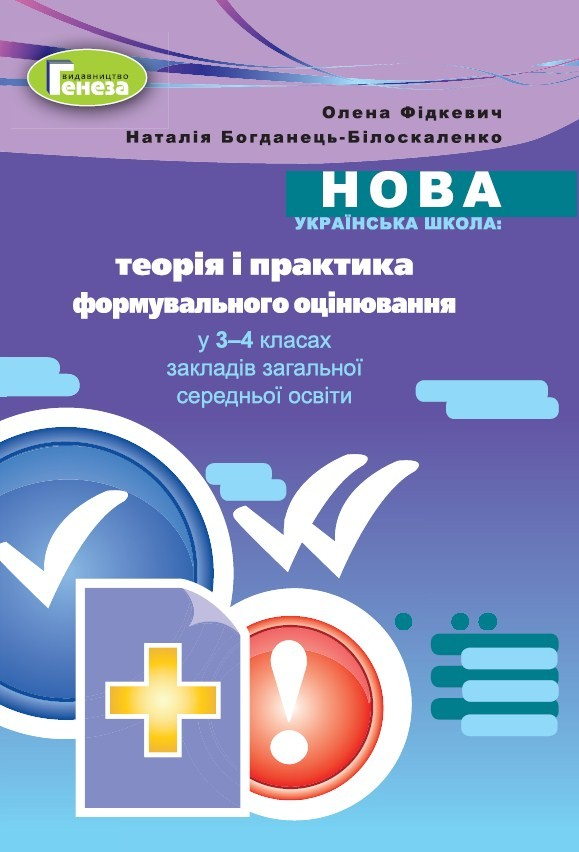 видавництво
Генеза
Олена Фідкевич
Наталія Богданець-Білоскаленко
НОВА
УКРАЇНСЬКА ШКОЛА:
теорія і практика
формувального оцінювання
у 3–4 класах
закладів загальної
середньої освіти